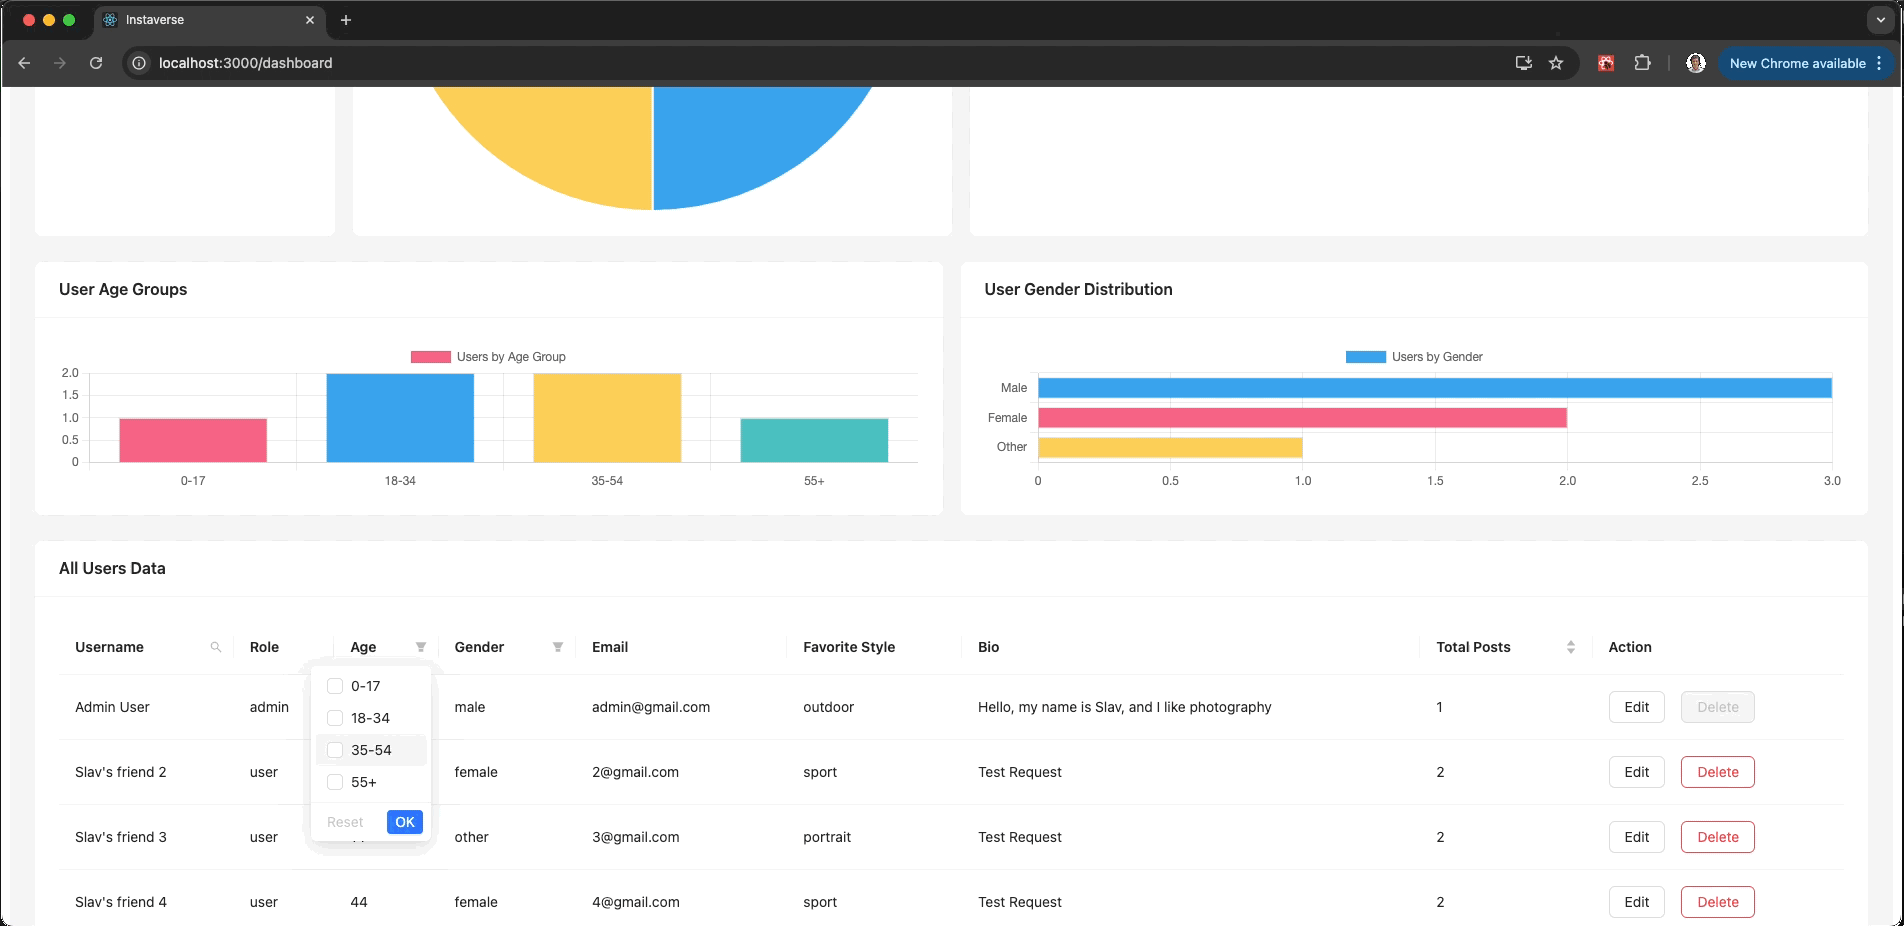 Instaverse
localhost:3000/dashboard
New Chrome available
User Age Groups
Users by Age Group
2.0
1.5
1.0
0.5
0
0-17 18-34 35-54 55+
User Gender Distribution
Users by Gender
Male
Female
Other
0 0.5 1.0 1.5 2.0 2.5 3.0
All Users Data
Username Role Age Gender Email Favorite Style Bio Total Posts Action
0-17
18-34
35-54
55+
Reset OK
Admin User admin male admin@gmail.com outdoor Hello, my name is Slav, and I like photography 1 Edit Delete
Slav's friend 2 user female 2@gmail.com sport Test Request 2 Edit Delete
Slav's friend 3 user other 3@gmail.com portrait Test Request 2 Edit Delete
Slav's friend 4 user 44 female 4@gmail.com sport Test Request 2 Edit Delete